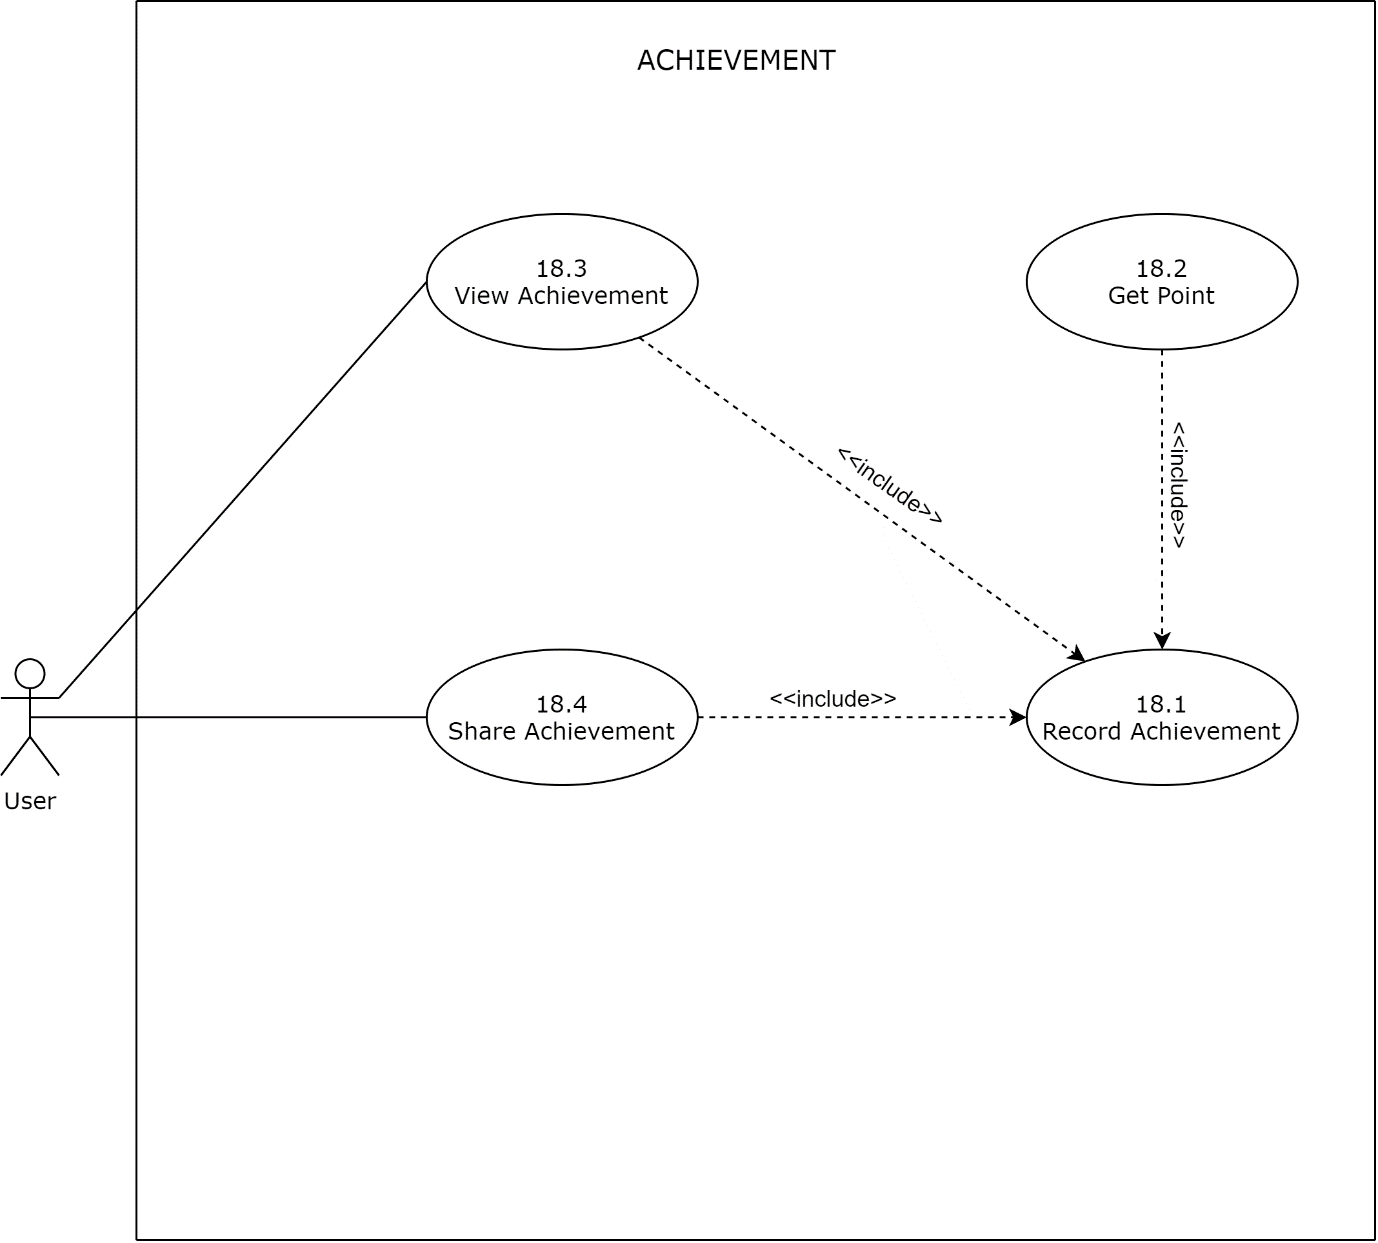 ACHIEVEMENT
18.3
View Achievement
18.2
Get Point
<<include>>
<<include>>
18.4
Share Achievement
<<include>>
18.1
Record Achievement
User